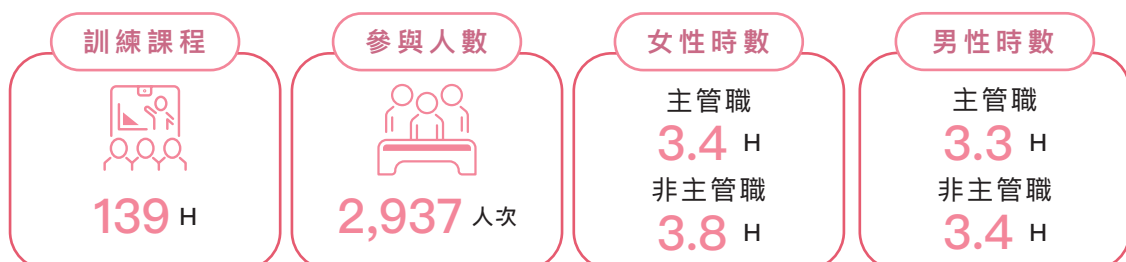 訓練課程
139 H
參與人數
2,937 人次
女性時數
主管職
3.4 H
非主管職
3.8 H
男性時數
主管職
3.3 H
非主管職
3.4 H